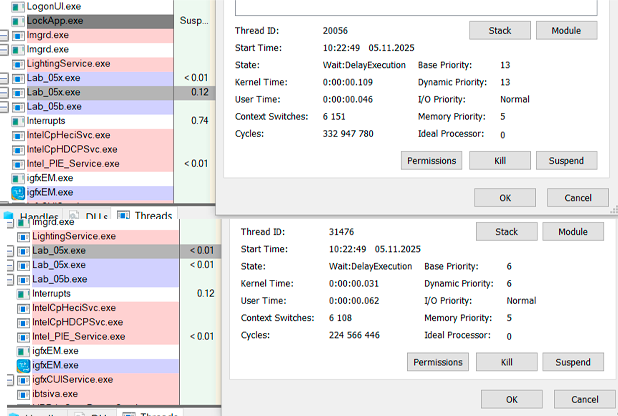 LogonUI.exe
LockApp.exe Susp...
lmgrd.exe
lmgrd.exe
LightingService.exe
Lab_05x.exe < 0.01
Lab_05x.exe 0.12
Lab_05b.exe
Interrupts 0.74
IntelCpHeciSvc.exe
IntelCpHDCPSvc.exe
Intel_PIE_Service.exe < 0.01
igfxEM.exe
igfxEM.exe
Handles DLLs Threads
Thread ID: 20056 Stack Module
Start Time: 10:22:49 05.11.2025
State: Wait:DelayExecution Base Priority: 13
Kernel Time: 0:00:00.109 Dynamic Priority: 13
User Time: 0:00:00.046 I/O Priority: Normal
Context Switches: 6 151 Memory Priority: 5
Cycles: 332 947 780 Ideal Processor: 0
Permissions Kill Suspend
OK Cancel
lmgrd.exe
LightingService.exe
Lab_05x.exe < 0.01
Lab_05x.exe < 0.01
Lab_05b.exe
Interrupts 0.12
IntelCpHeciSvc.exe
IntelCpHDCPSvc.exe
Intel_PIE_Service.exe < 0.01
igfxEM.exe
igfxEM.exe
igfxCUIService.exe
ibtsiva.exe
Threads
Thread ID: 31476 Stack Module
Start Time: 10:22:49 05.11.2025
State: Wait:DelayExecution Base Priority: 6
Kernel Time: 0:00:00.031 Dynamic Priority: 6
User Time: 0:00:00.062 I/O Priority: Normal
Context Switches: 6 108 Memory Priority: 5
Cycles: 224 566 446 Ideal Processor: 0
Permissions Kill Suspend
OK Cancel